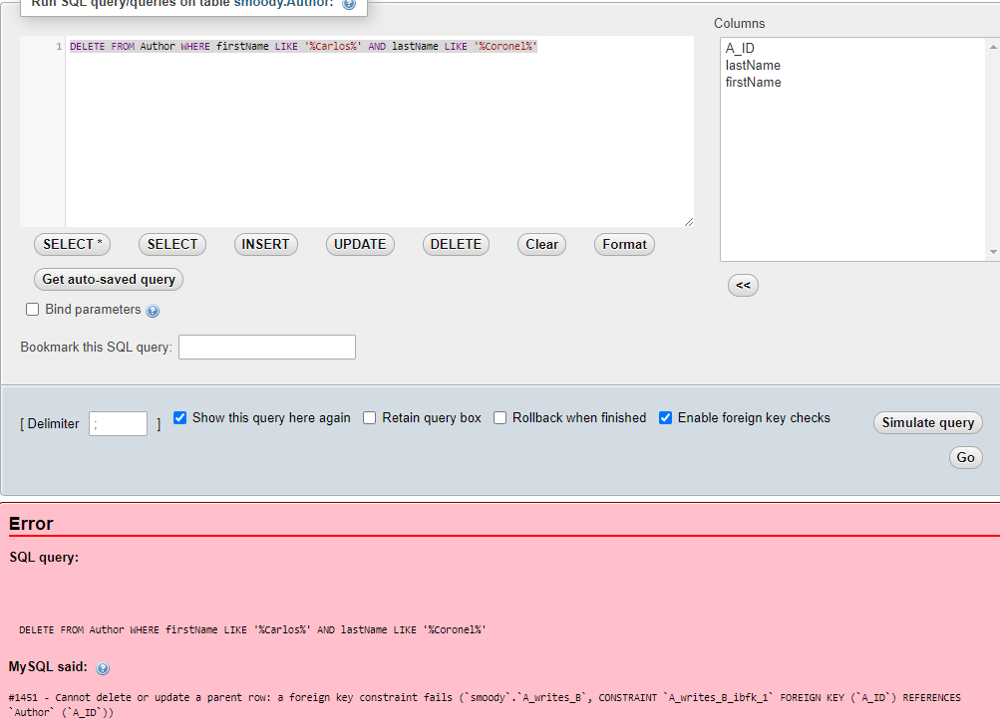 Run SQL query/queries on table smoody.Author:
Columns
1 DELETE FROM Author WHERE firstName LIKE '%Carlos%' AND lastName LIKE '%Coronel%'
A_ID
lastName
firstName
SELECT * SELECT INSERT UPDATE DELETE Clear Format
Get auto-saved query
<<
Bind parameters
Bookmark this SQL query:
[ Delimiter ; ] Show this query here again Retain query box Rollback when finished Enable foreign key checks Simulate query
Go
Error
SQL query:
DELETE FROM Author WHERE firstName LIKE '%Carlos%' AND lastName LIKE '%Coronel%'
MySQL said:
#1451 - Cannot delete or update a parent row: a foreign key constraint fails (`smoody`.`A_writes_B`, CONSTRAINT `A_writes_B_ibfk_1` FOREIGN KEY (`A_ID`) REFERENCES
`Author` (`A_ID`))